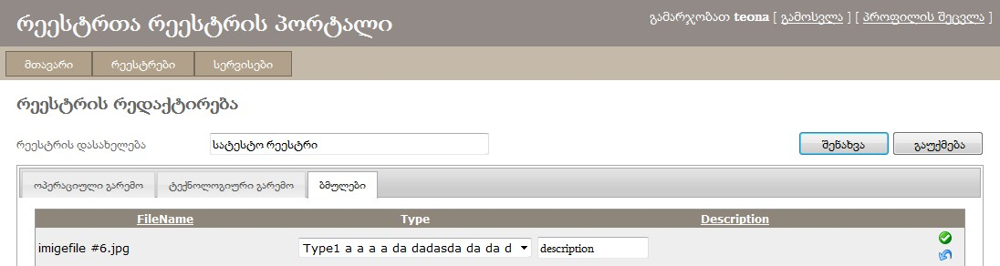 რეესტრთა რეესტრის პორტალი
გამარჯობათ teona [ გამოსვლა ] [ პროფილის შეცვლა ]
მთავარი რეესტრები სერვისები
რეესტრის რედაქტირება
რეესტრის დასახელება სატესტო რეესტრი შენახვა გაუქმება
ოპერაციული გარემო ტექნოლოგიური გარემო ბმულები
FileName Type Description
imigefile #6.jpg Type1 a a a a da dadasda da da d description